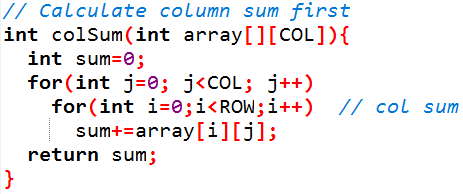 // Calculate column sum first
int colSum(int array[][COL]){
  int sum=0;
  for(int j=0; j<COL; j++)
    for(int i=0;i<ROW;i++)  // col sum
      sum+=array[i][j];
  return sum;
}